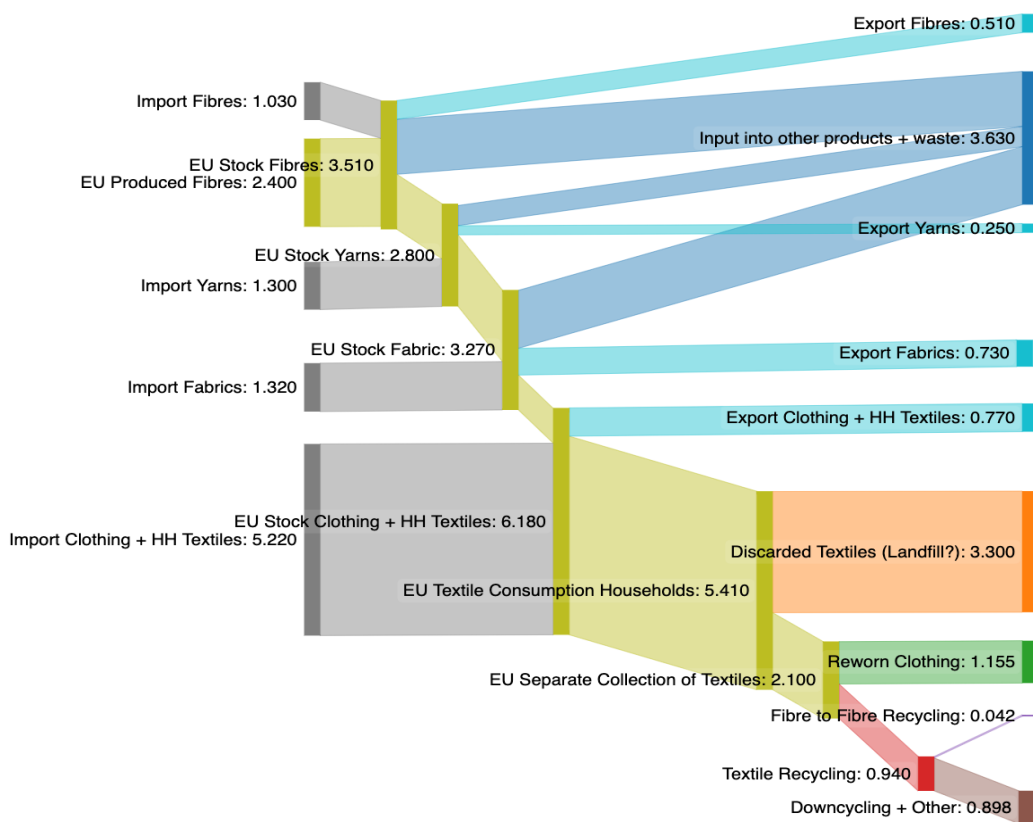 Export Fibres: 0.510
Import Fibres: 1.030
Input into other products + waste: 3.630
EU Stock Fibres: 3.510
EU Produced Fibres: 2.400
Export Yarns: 0.250
EU Stock Yarns: 2.800
Import Yarns: 1.300
EU Stock Fabric: 3.270
Export Fabrics: 0.730
Import Fabrics: 1.320
Export Clothing + HH Textiles: 0.770
EU Stock Clothing + HH Textiles: 6.180
Import Clothing + HH Textiles: 5.220
Discarded Textiles (Landfill?): 3.300
EU Textile Consumption Households: 5.410
Reworn Clothing: 1.155
EU Separate Collection of Textiles: 2.100
Fibre to Fibre Recycling: 0.042
Textile Recycling: 0.940
Downcycling + Other: 0.898